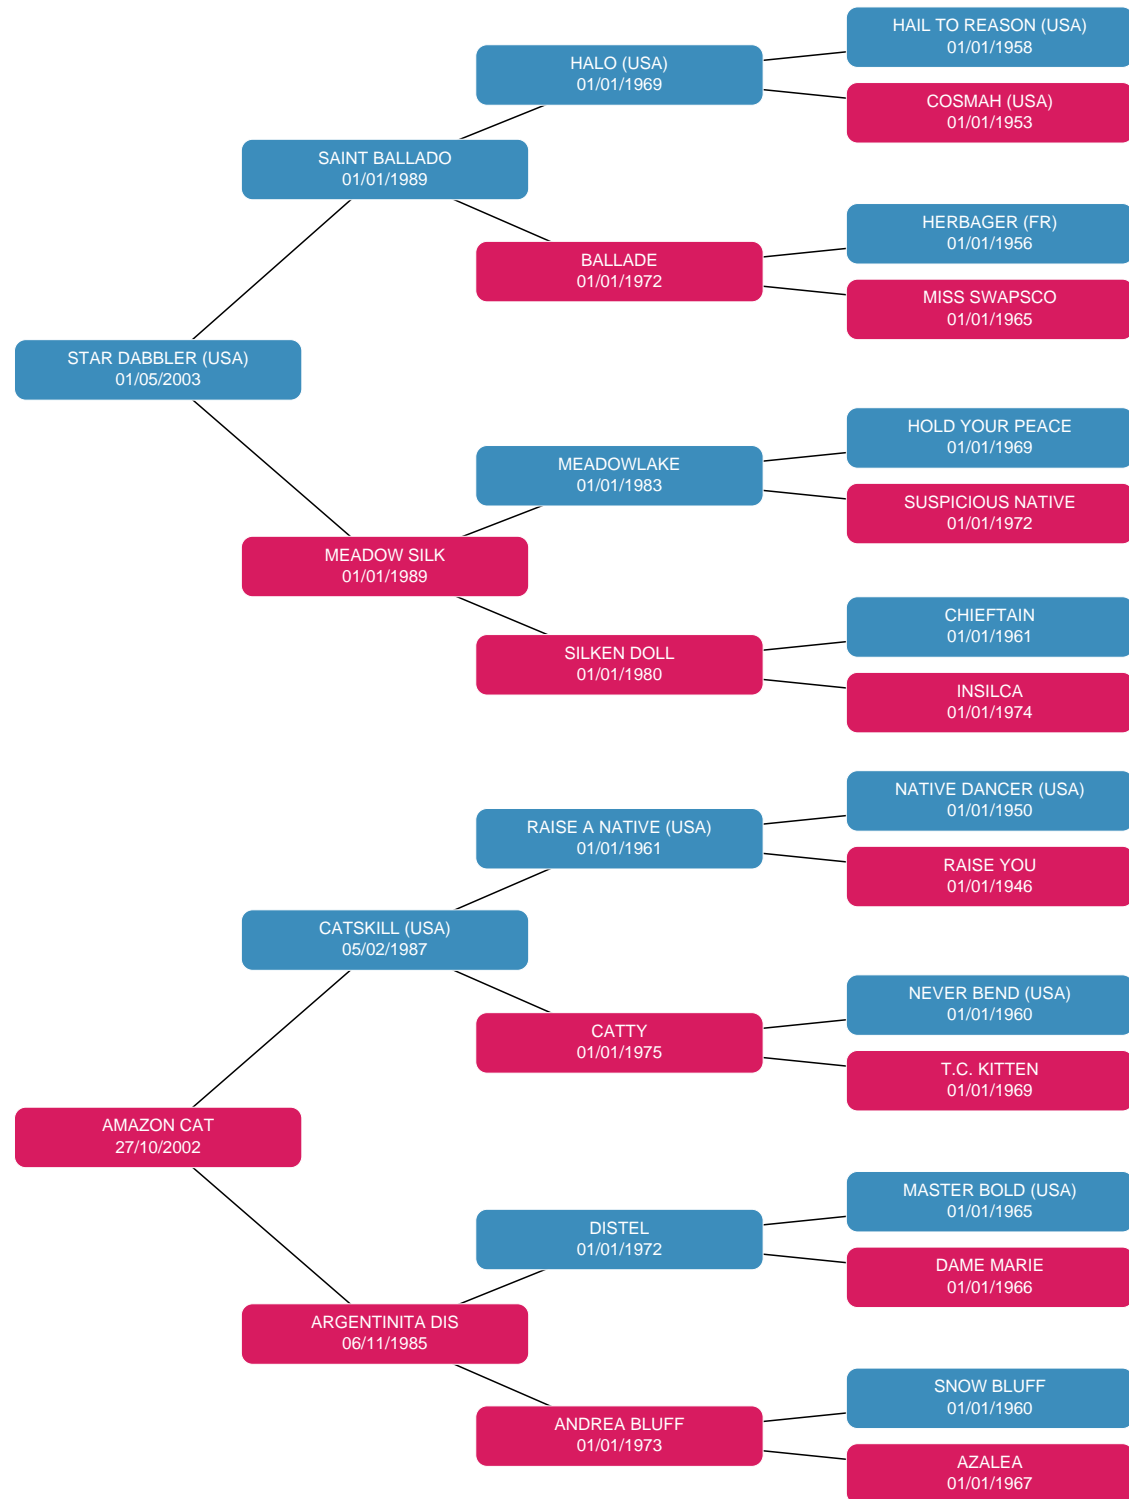 HAIL TO REASON (USA)
01/01/1958
HALO (USA)
01/01/1969
COSMAH (USA)
01/01/1953
SAINT BALLADO
01/01/1989
HERBAGER (FR)
01/01/1956
BALLADE
01/01/1972
MISS SWAPSCO
01/01/1965
STAR DABBLER (USA)
01/05/2003
HOLD YOUR PEACE
01/01/1969
MEADOWLAKE
01/01/1983
SUSPICIOUS NATIVE
01/01/1972
MEADOW SILK
01/01/1989
CHIEFTAIN
01/01/1961
SILKEN DOLL
01/01/1980
INSILCA
01/01/1974
NATIVE DANCER (USA)
01/01/1950
RAISE A NATIVE (USA)
01/01/1961
RAISE YOU
01/01/1946
CATSKILL (USA)
05/02/1987
NEVER BEND (USA)
01/01/1960
CATTY
01/01/1975
T.C. KITTEN
01/01/1969
AMAZON CAT
27/10/2002
MASTER BOLD (USA)
01/01/1965
DISTEL
01/01/1972
DAME MARIE
01/01/1966
ARGENTINITA DIS
06/11/1985
SNOW BLUFF
01/01/1960
ANDREA BLUFF
01/01/1973
AZALEA
01/01/1967